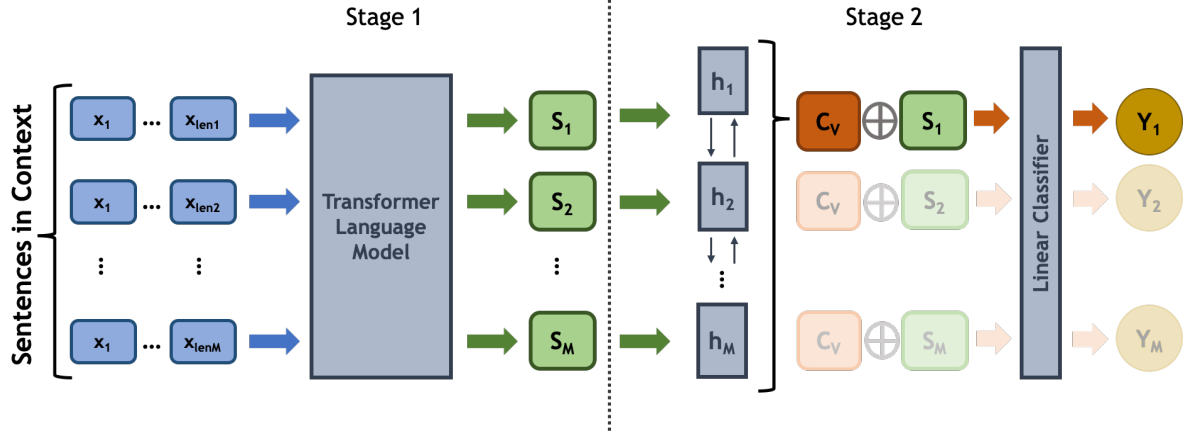 Stage 1
Stage 2
Sentences in Context
x1 ... xlen1
S1
h1
CV ⊕ S1
Y1
x1 ... xlen2
Transformer
Language
Model
S2
h2
CV ⊕ S2
Y2
Linear Classifier
⋮ ⋮ ⋮ ⋮
x1 ... xlenM
SM
hM
CV ⊕ SM
YM